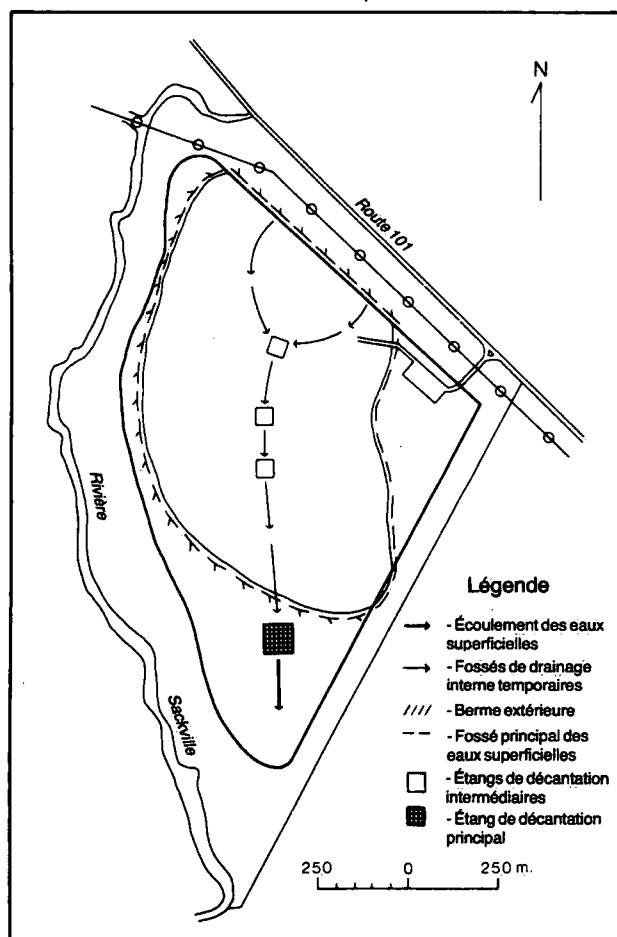 N
Route 101
Rivière
Sackville
Légende
- Écoulement des eaux
superficielles
- Fossés de drainage
interne temporaires
- Berme extérieure
- Fossé principal des
eaux superficielles
- Étangs de décantation
intermédiaires
- Étang de décantation
principal
250 0 250 m.